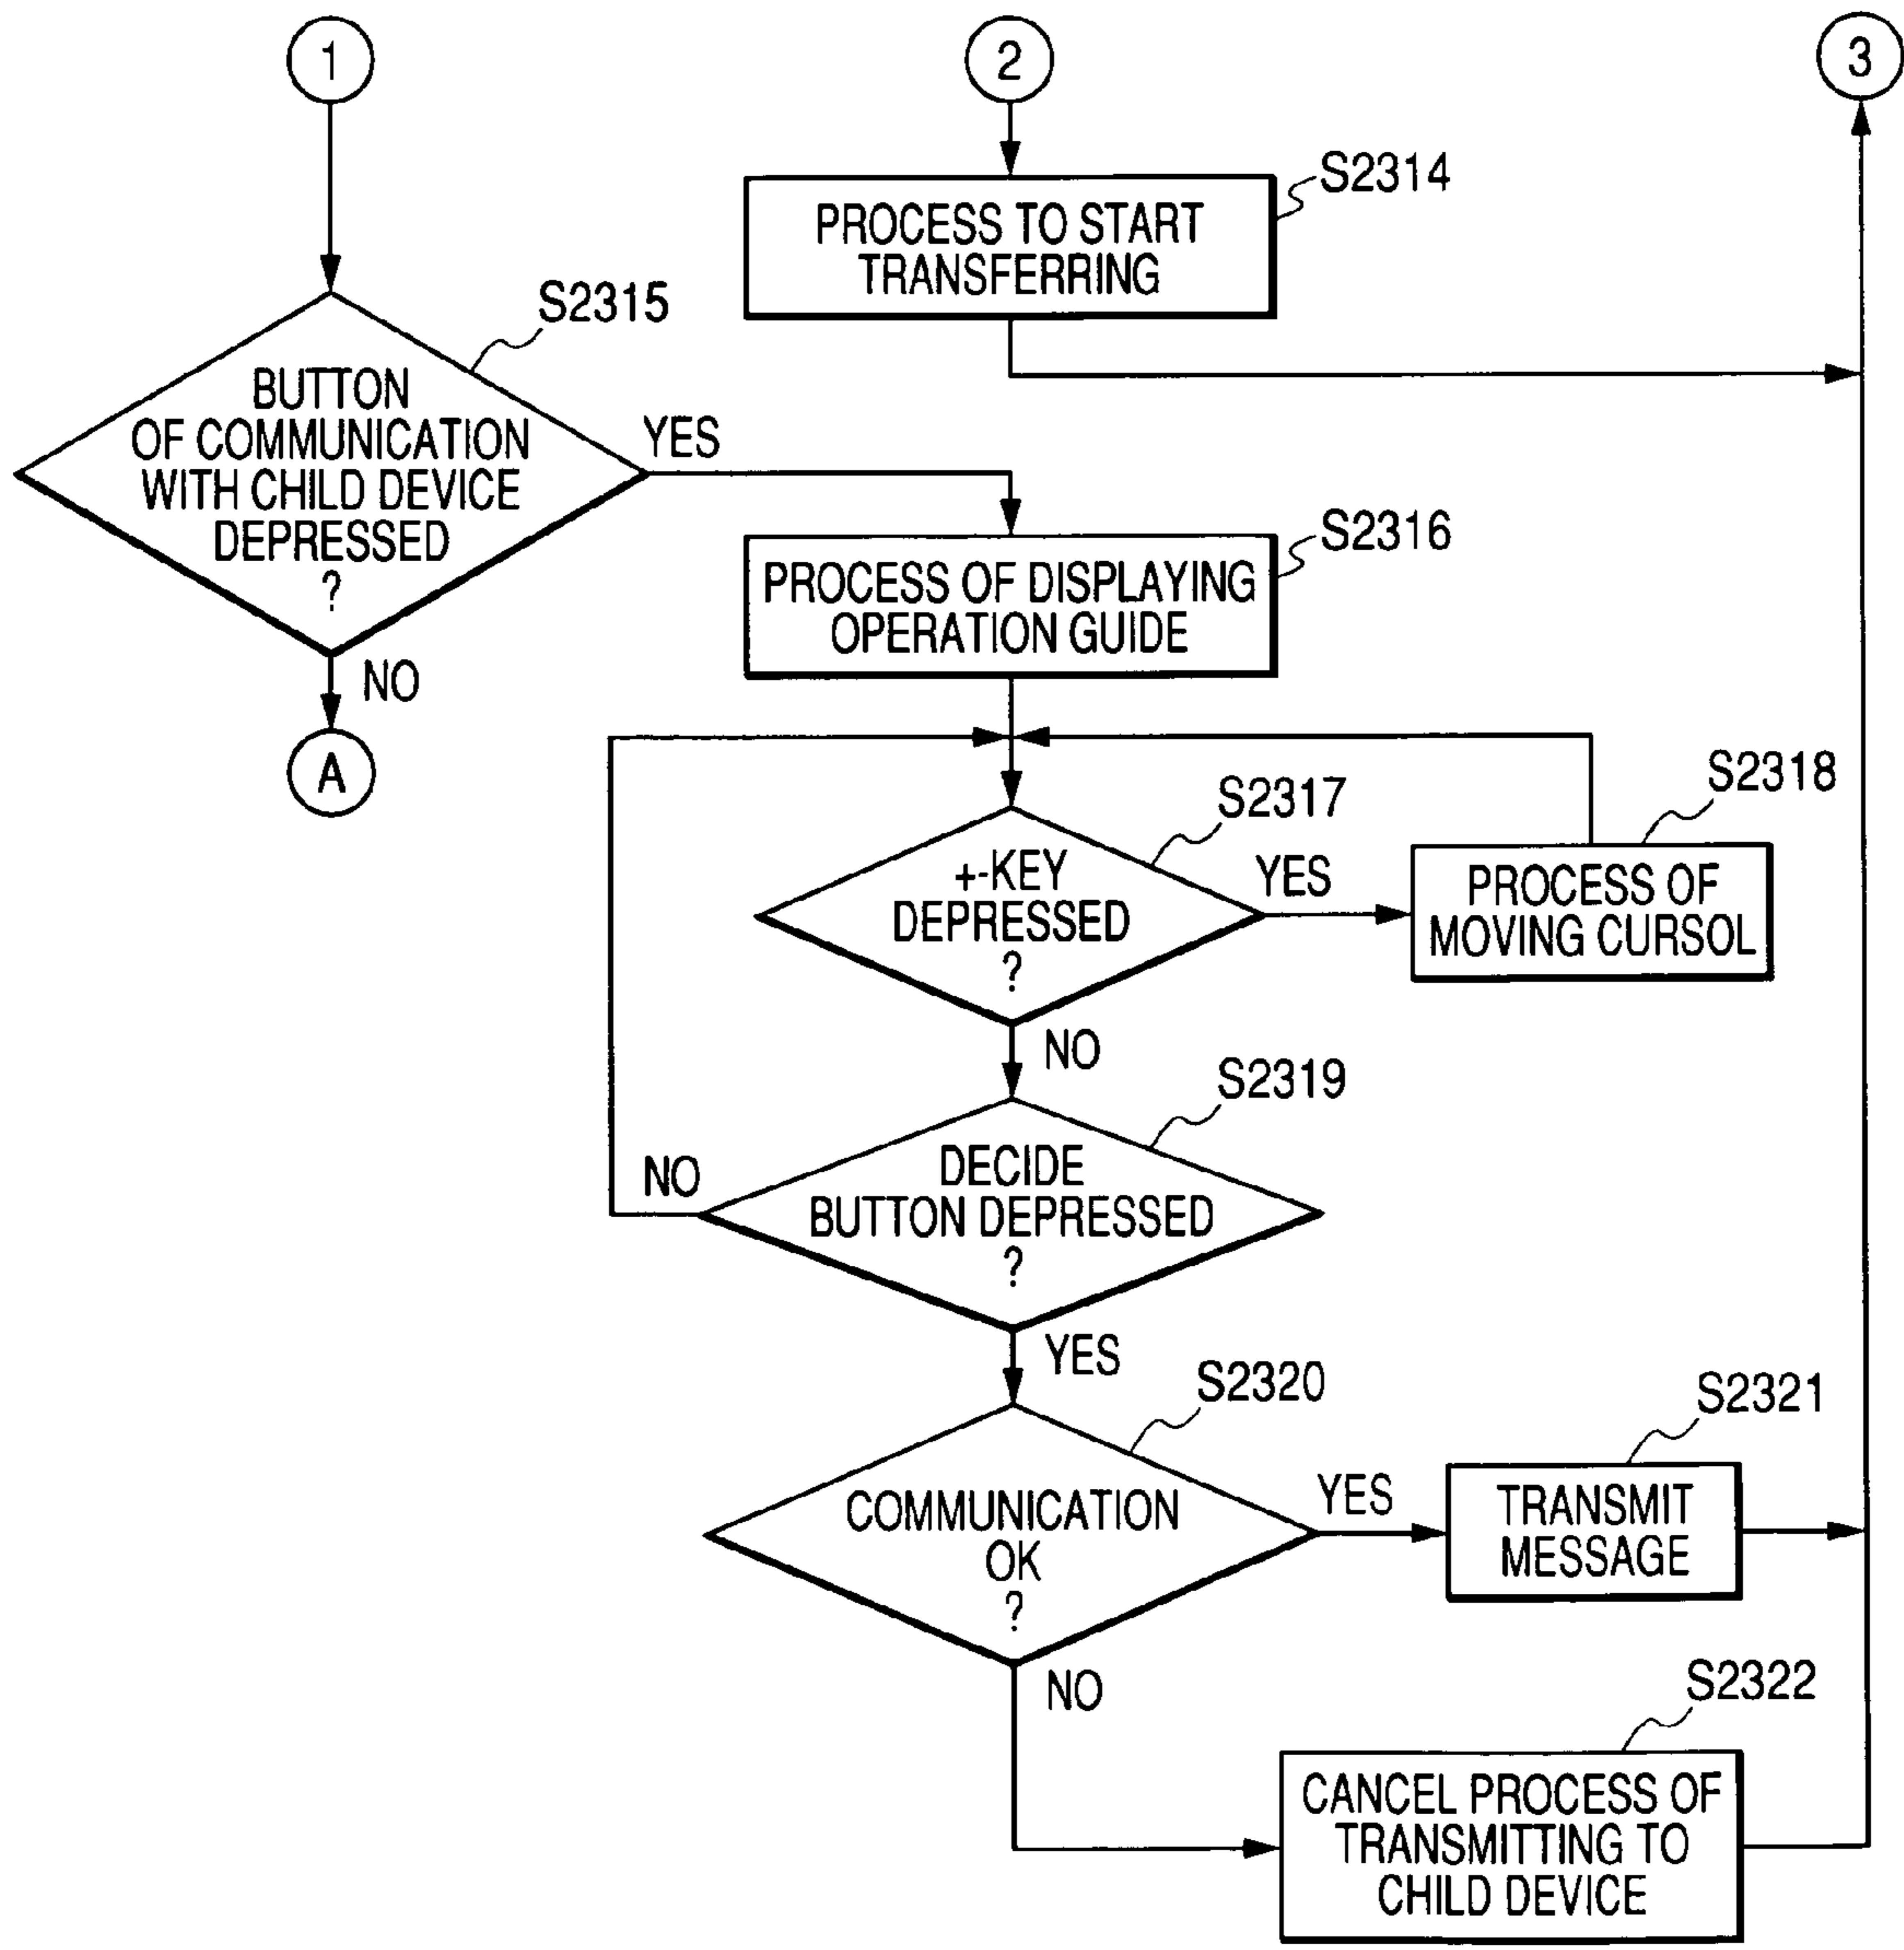 1
2
3
S2314
PROCESS TO START
TRANSFERRING
S2315
BUTTON
OF COMMUNICATION
WITH CHILD DEVICE
DEPRESSED
?
YES
NO
A
S2316
PROCESS OF DISPLAYING
OPERATION GUIDE
S2317
+-KEY
DEPRESSED
?
YES
NO
S2318
PROCESS OF
MOVING CURSOL
S2319
DECIDE
BUTTON DEPRESSED
?
NO
YES
S2320
COMMUNICATION
OK
?
YES
NO
S2321
TRANSMIT
MESSAGE
S2322
CANCEL PROCESS OF
TRANSMITTING TO
CHILD DEVICE